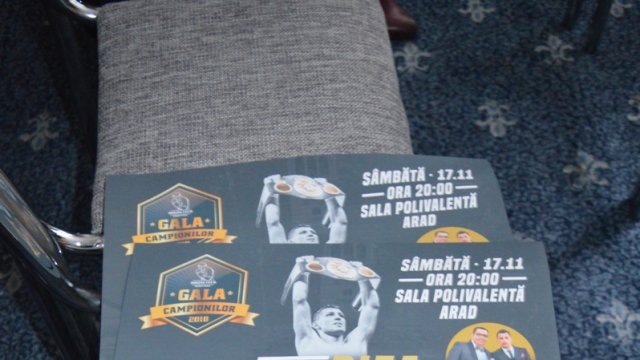 SÂMBĂTĂ - 17.11
ORA 20:00
SALA POLIVALENTĂ
ARAD
GALA
CAMPIONILOR
SÂMBĂTĂ - 17.11
ORA 20:00
SALA POLIVALENTĂ
ARAD
GALA
CAMPIONILOR
2018